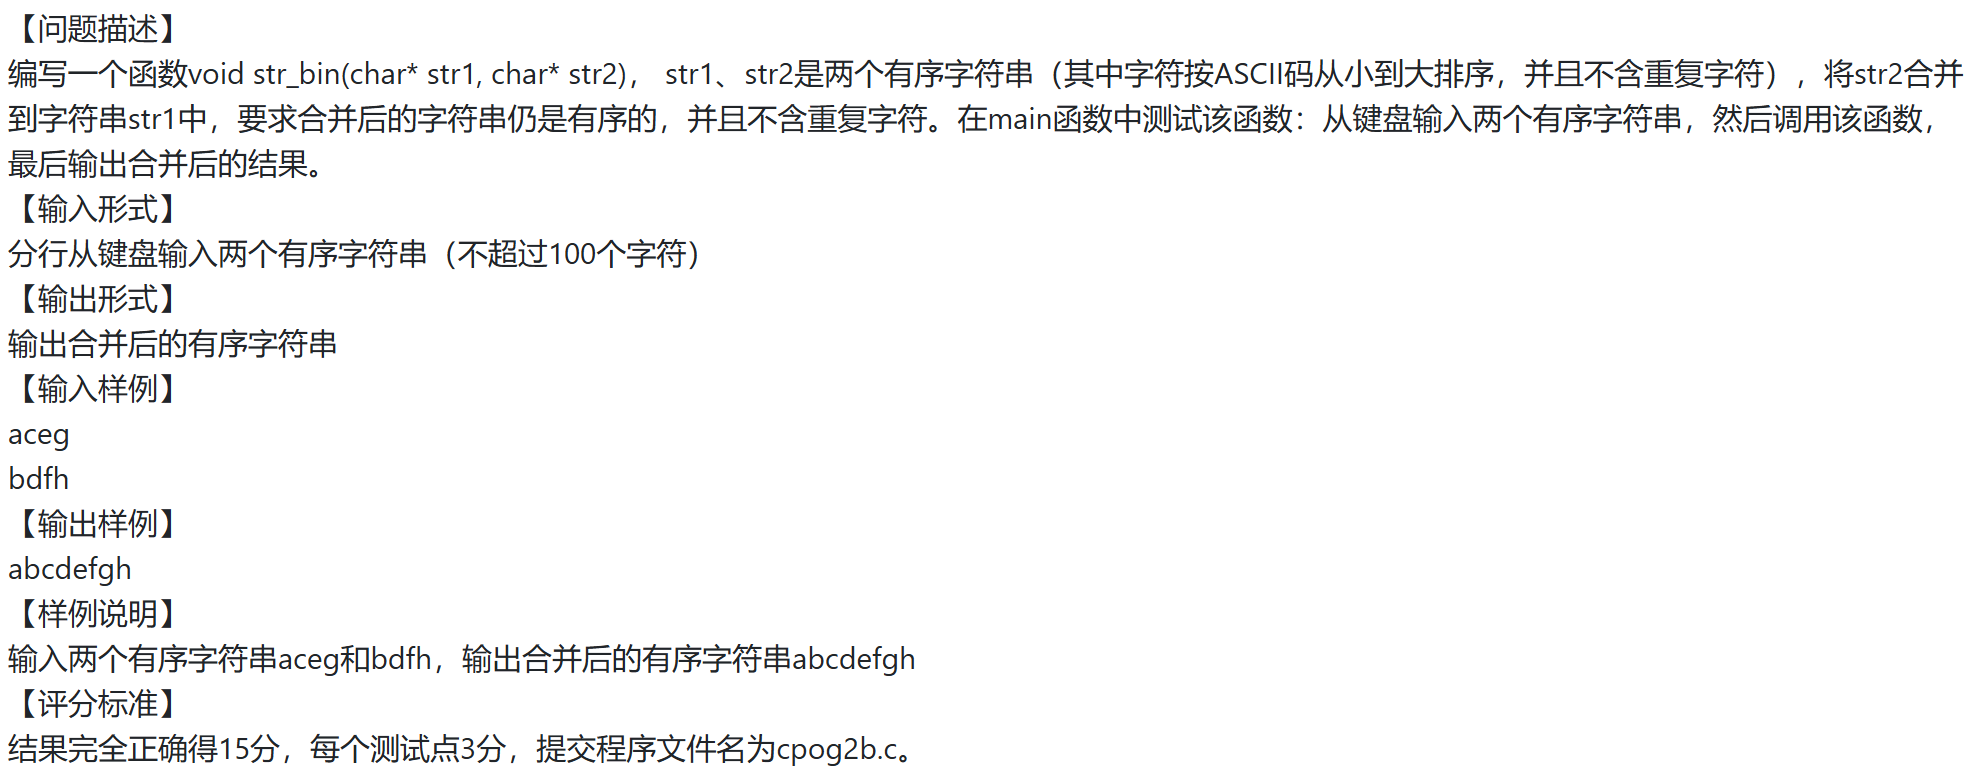 【问题描述】
编写一个函数void str_bin(char* str1, char* str2)， str1、str2是两个有序字符串（其中字符按ASCII码从小到大排序，并且不含重复字符），将str2合并
到字符串str1中，要求合并后的字符串仍是有序的，并且不含重复字符。在main函数中测试该函数：从键盘输入两个有序字符串，然后调用该函数，
最后输出合并后的结果。
【输入形式】
分行从键盘输入两个有序字符串（不超过100个字符）
【输出形式】
输出合并后的有序字符串
【输入样例】
aceg
bdfh
【输出样例】
abcdefgh
【样例说明】
输入两个有序字符串aceg和bdfh，输出合并后的有序字符串abcdefgh
【评分标准】
结果完全正确得15分，每个测试点3分，提交程序文件名为cpog2b.c。